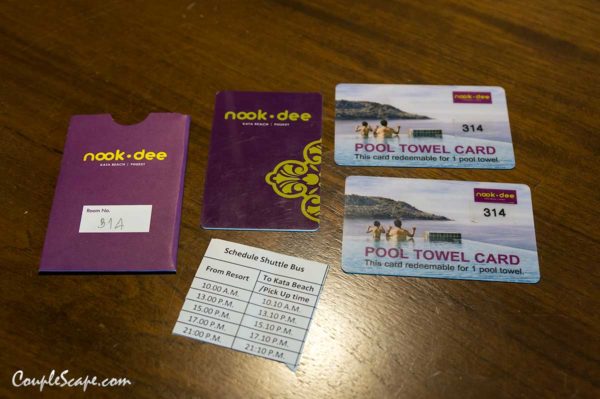 nook•dee
KATA BEACH | PHUKET
Room No.
314
nook•dee
KATA BEACH | PHUKET
nook•dee
314
POOL TOWEL CARD
This card redeemable for 1 pool towel.
nook•dee
314
POOL TOWEL CARD
This card redeemable for 1 pool towel.
Schedule Shuttle Bus
From Resort To Kata Beach
/Pick Up time
10.00 A.M. 10.10 A.M.
13.00 P.M. 13.10 P.M.
15.00 P.M. 15.10 P.M.
17.00 P.M. 17.10 P.M.
21:00 P.M. 21:10 P.M.
CoupleScape.com